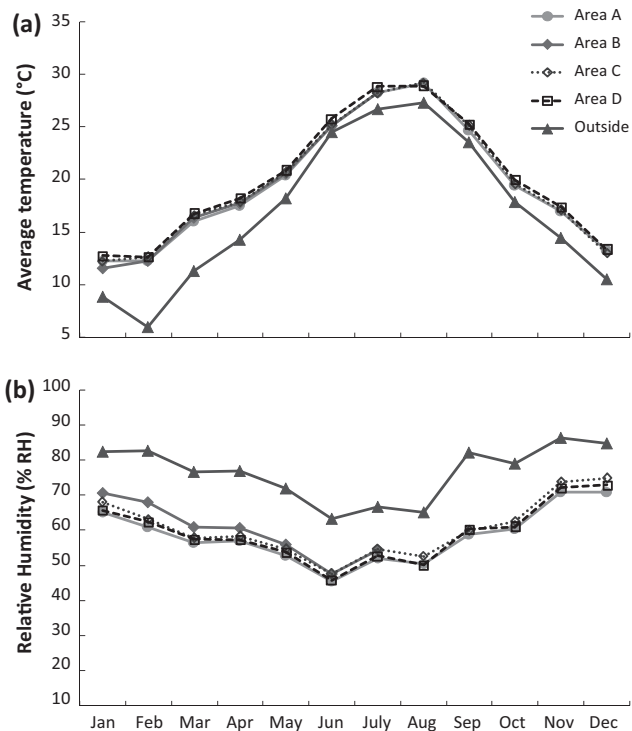 (a)
35
30
25
20
15
10
5
Average temperature (°C)
Area A
Area B
Area C
Area D
Outside
(b)
100
90
80
70
60
50
40
30
20
10
Relative Humidity (% RH)
Jan Feb Mar Apr May Jun July Aug Sep Oct Nov Dec